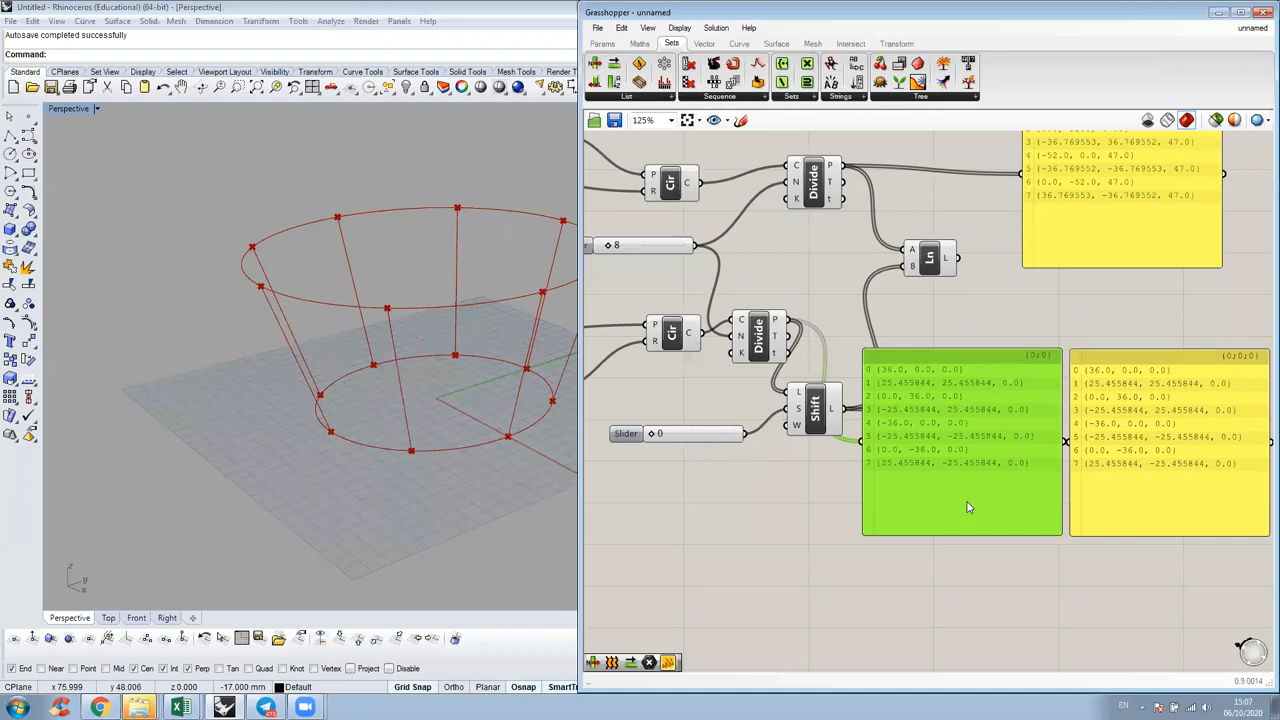 Untitled - Rhinoceros (Educational) (64-bit) - [Perspective]
File Edit View Curve Surface Solid Mesh Dimension Transform Tools Analyze Render Panels Help
Autosave completed successfully
Command:
Standard CPlanes Set View Display Select Viewport Layout Visibility Transform Curve Tools Surface Tools Solid Tools Mesh Tools Render T
Perspective
z
y
x
Perspective Top Front Right
End Near Point Mid Cen Int Perp Tan Quad Knot Vertex Project Disable
CPlane x 75.999 y 48.006 z 0.000 -17.000 mm Default Grid Snap Ortho Planar Osnap SmartTr
Grasshopper - unnamed
File Edit View Display Solution Help unnamed
Params Maths Sets Vector Curve Surface Mesh Intersect Transform
List Sequence Sets Strings Tree
125%
3 {-36.769553, 36.769552, 47.0}
4 {-52.0, 0.0, 47.0}
5 {-36.769552, -36.769553, 47.0}
6 {0.0, -52.0, 47.0}
7 {36.769553, -36.769552, 47.0}
P R Cir C
C N K Divide P T t
8
A B Ln L
P R Cir C
C N K Divide P T t
L S W Shift L
Slider 0
{0;0}
0 {36.0, 0.0, 0.0}
1 {25.455844, 25.455844, 0.0}
2 {0.0, 36.0, 0.0}
3 {-25.455844, 25.455844, 0.0}
4 {-36.0, 0.0, 0.0}
5 {-25.455844, -25.455844, 0.0}
6 {0.0, -36.0, 0.0}
7 {25.455844, -25.455844, 0.0}
{0;0;0}
0 {36.0, 0.0, 0.0}
1 {25.455844, 25.455844, 0.0}
2 {0.0, 36.0, 0.0}
3 {-25.455844, 25.455844, 0.0}
4 {-36.0, 0.0, 0.0}
5 {-25.455844, -25.455844, 0.0}
6 {0.0, -36.0, 0.0}
7 {25.455844, -25.455844, 0.0}
0.9.0014
EN
15:07
06/10/2020